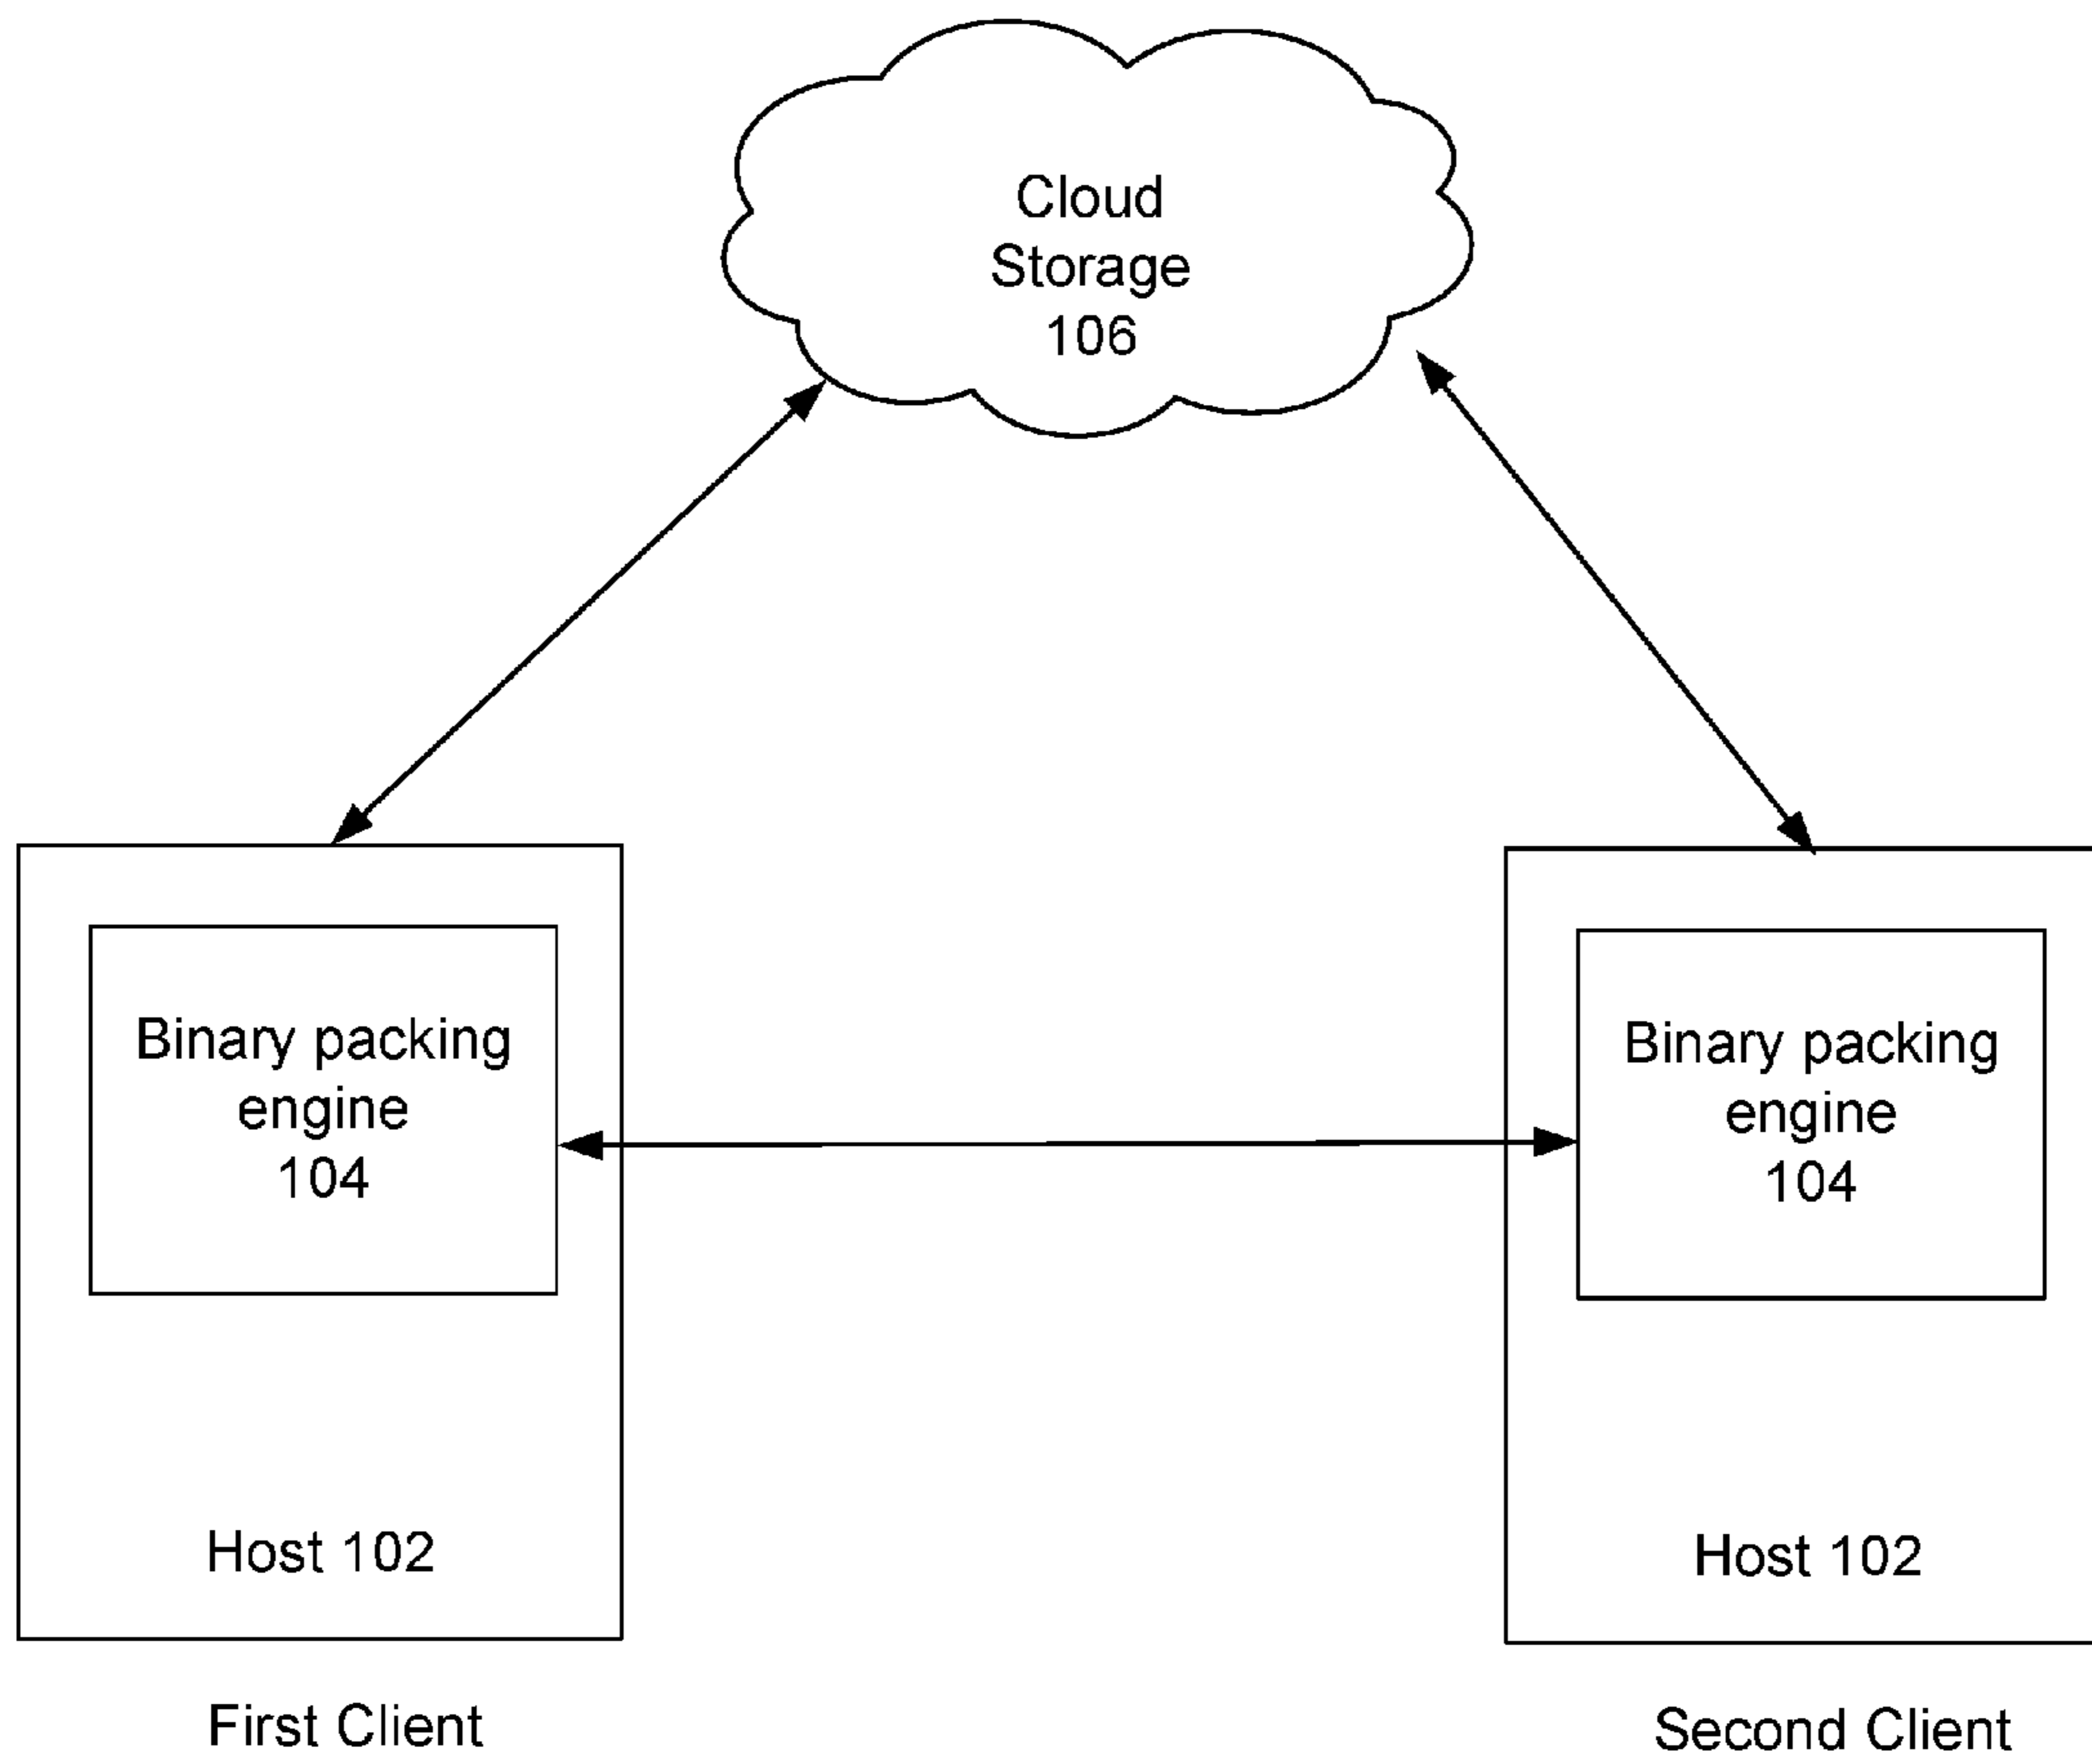 Cloud
Storage
106
Binary packing
engine
104
Host 102
First Client
Binary packing
engine
104
Host 102
Second Client